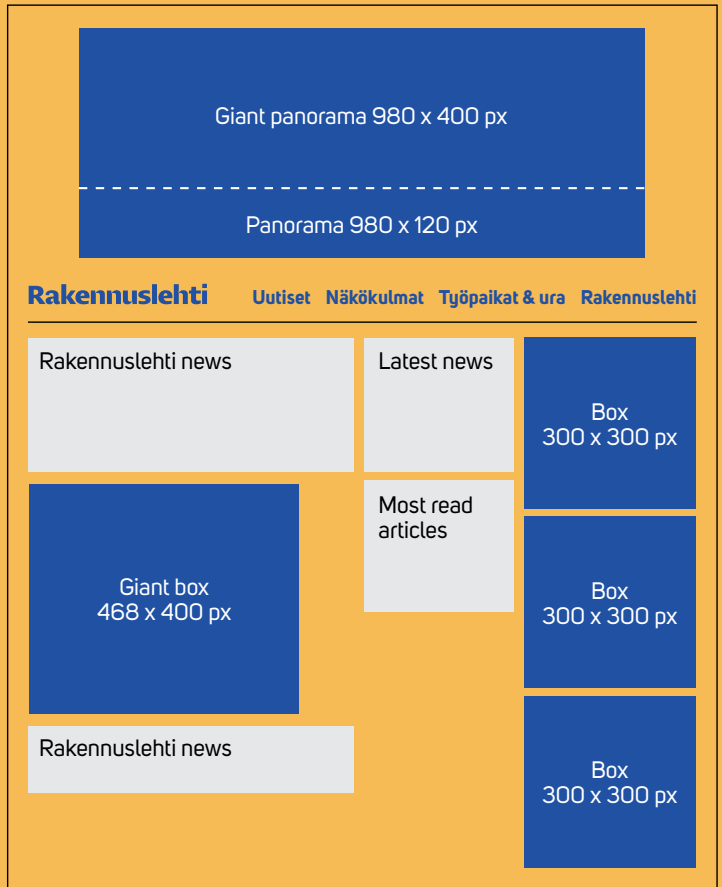 Giant panorama 980 x 400 px
Panorama 980 x 120 px
Rakennuslehti Uutiset Näkökulmat Työpaikat & ura Rakennuslehti
Rakennuslehti news
Latest news
Box
300 x 300 px
Most read
articles
Giant box
468 x 400 px
Box
300 x 300 px
Rakennuslehti news
Box
300 x 300 px